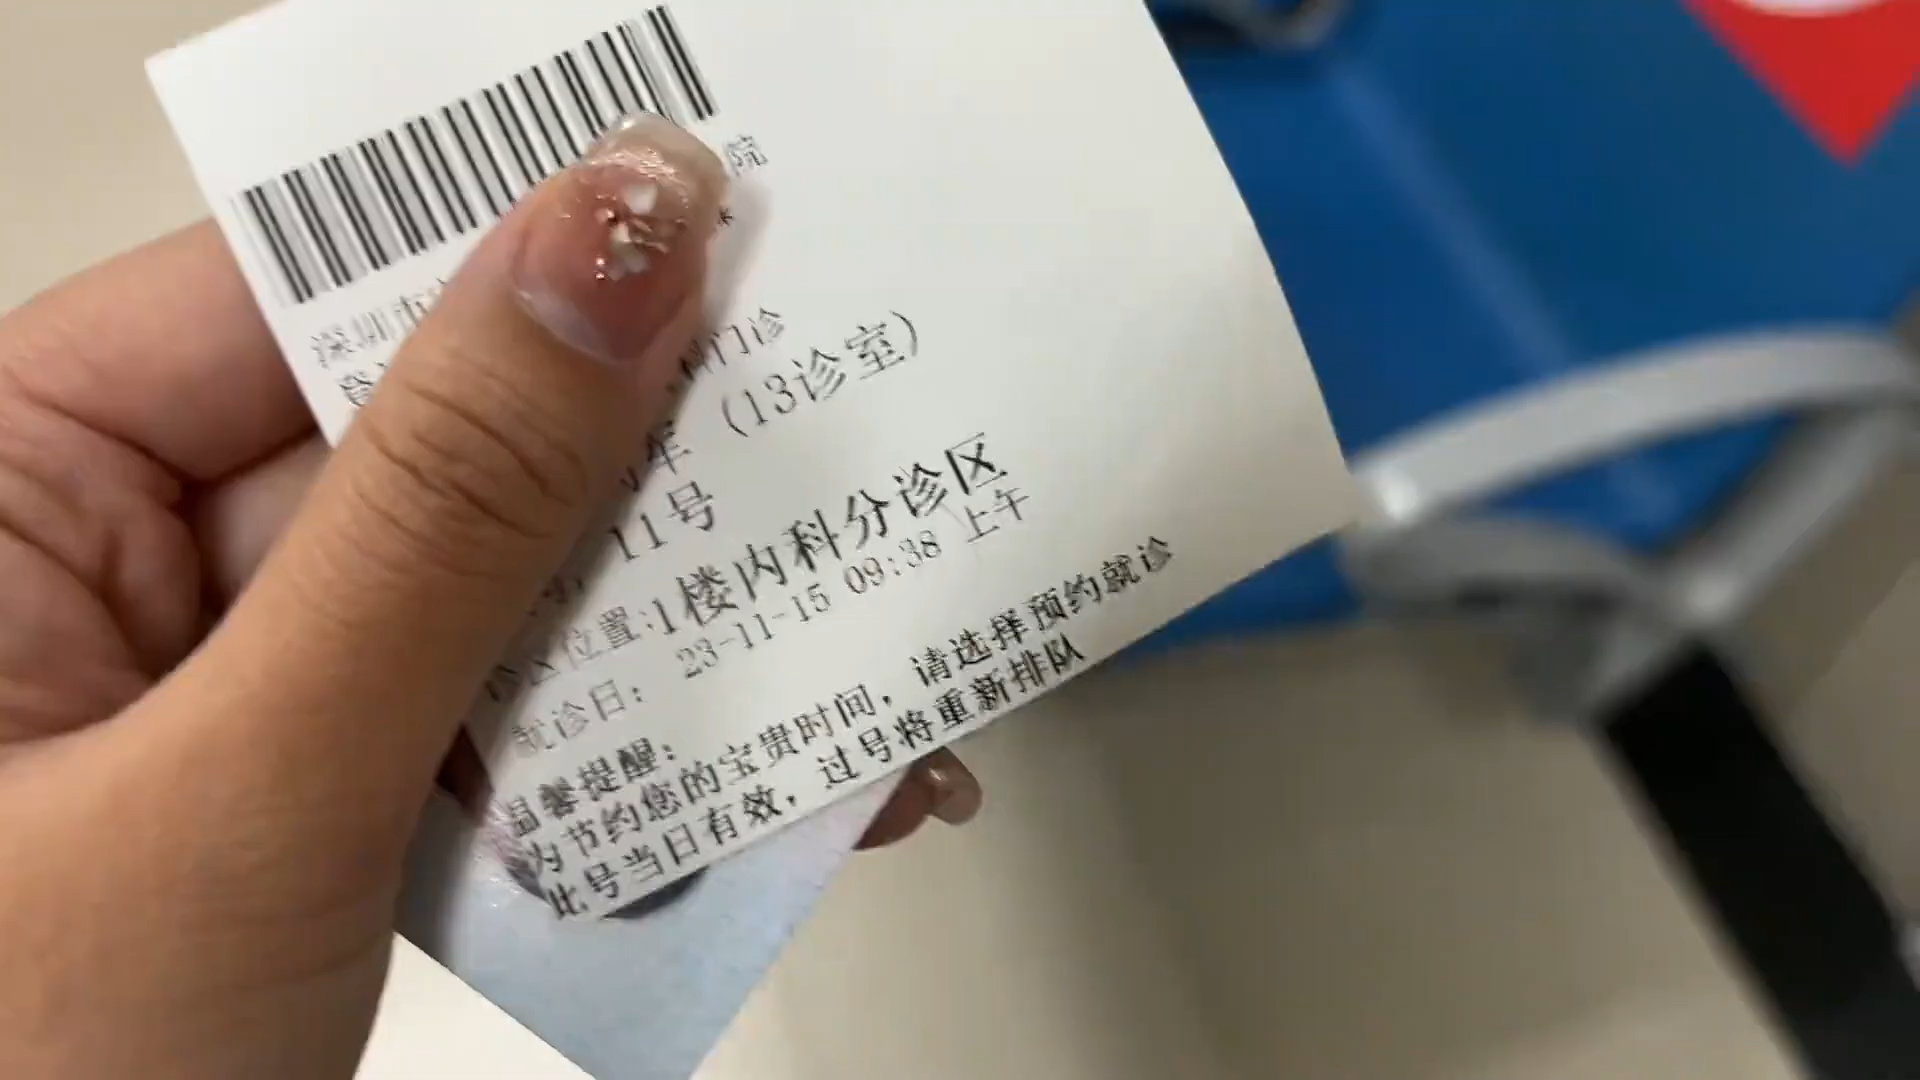 深圳市 院
*
门诊
年 (13诊室)
11号
位置:1楼内科分诊区
就诊日: 23-11-15 09:38 上午
温馨提醒:
为节约您的宝贵时间，请选择预约就诊
此号当日有效，过号将重新排队